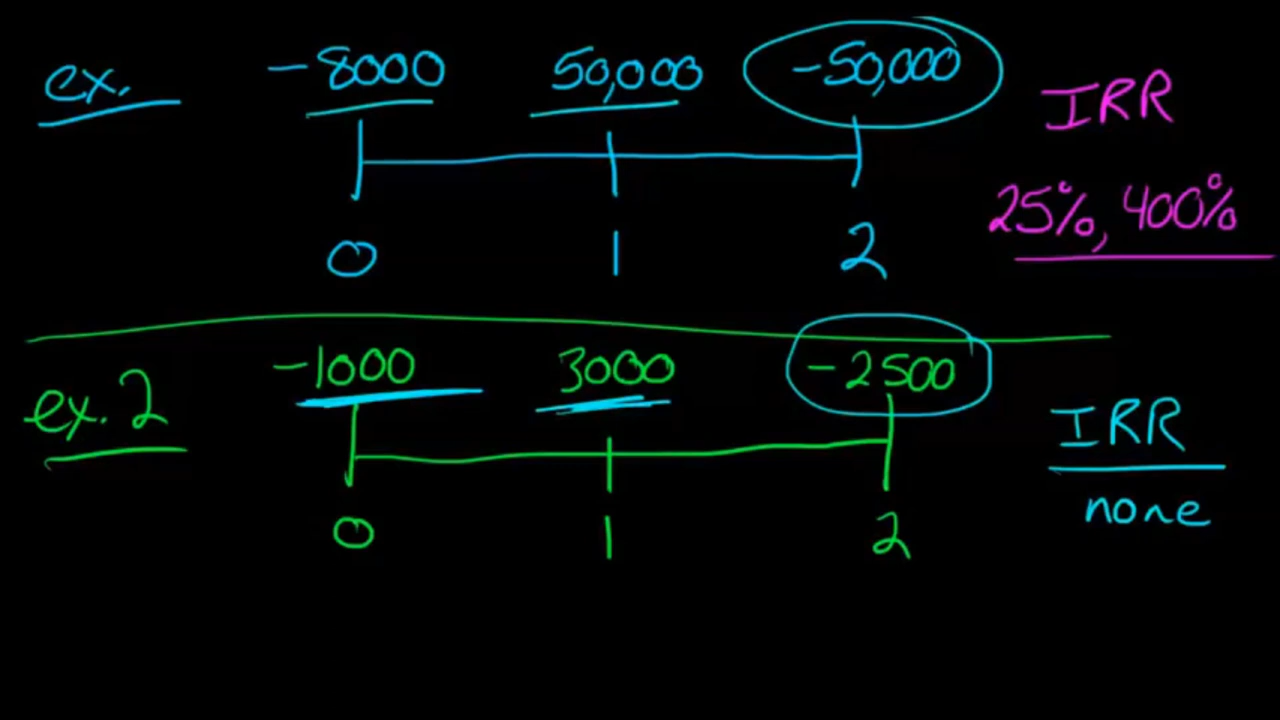 ex. -8000 50,000 -50,000 IRR
25%, 400%
0 1 2
ex. 2 -1000 3000 -2500 IRR
none
0 1 2